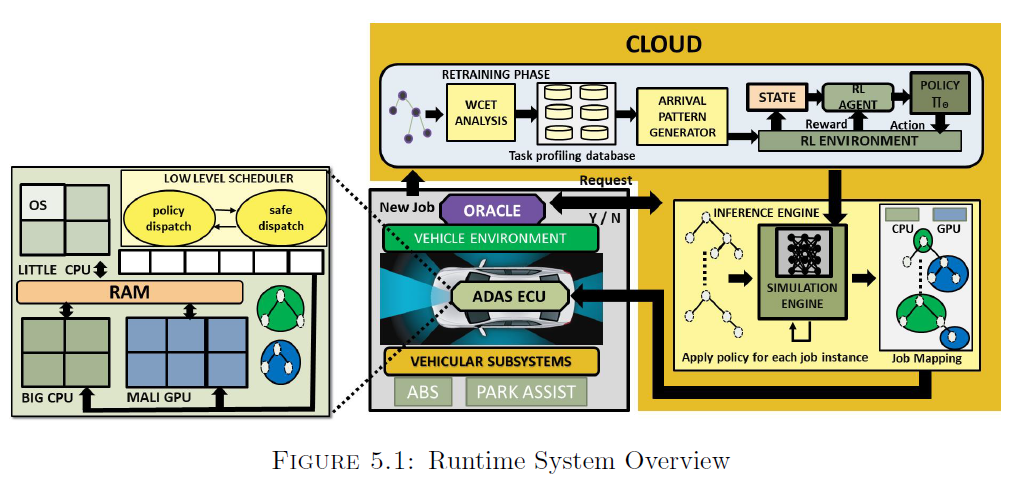 CLOUD
RETRAINING PHASE
WCET
ANALYSIS
Task profiling database
ARRIVAL
PATTERN
GENERATOR
STATE
RL
AGENT
POLICY
Πθ
Reward
Action
RL ENVIRONMENT
LOW LEVEL SCHEDULER
policy
dispatch
safe
dispatch
OS
LITTLE CPU
RAM
BIG CPU
MALI GPU
New Job
ORACLE
Request
Y / N
VEHICLE ENVIRONMENT
ADAS ECU
VEHICULAR SUBSYSTEMS
ABS
PARK ASSIST
INFERENCE ENGINE
SIMULATION
ENGINE
Apply policy for each job instance
CPU
GPU
Job Mapping
FIGURE 5.1: Runtime System Overview